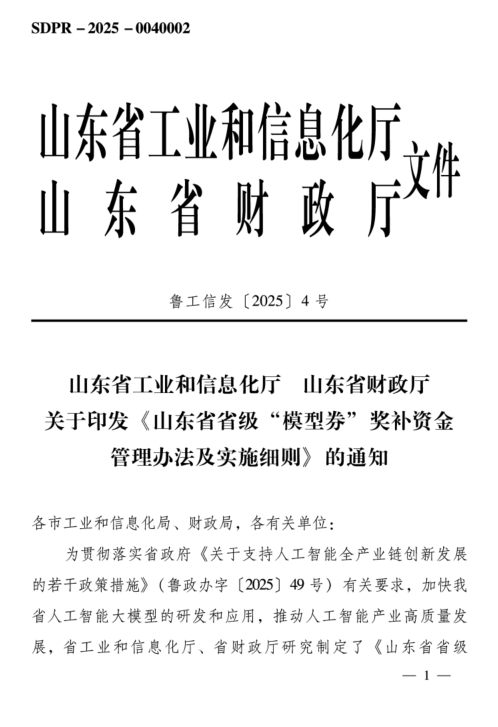 SDPR－2025－0040002
山东省工业和信息化厅
山东省财政厅
文件
鲁工信发〔2025〕4 号
山东省工业和信息化厅　山东省财政厅
关于印发《山东省省级“模型券”奖补资金
管理办法及实施细则》的通知
各市工业和信息化局、财政局，各有关单位：
为贯彻落实省政府《关于支持人工智能全产业链创新发展
的若干政策措施》（鲁政办字〔2025〕49 号）有关要求，加快我
省人工智能大模型的研发和应用，推动人工智能产业高质量发
展，省工业和信息化厅、省财政厅研究制定了《山东省省级
— 1 —